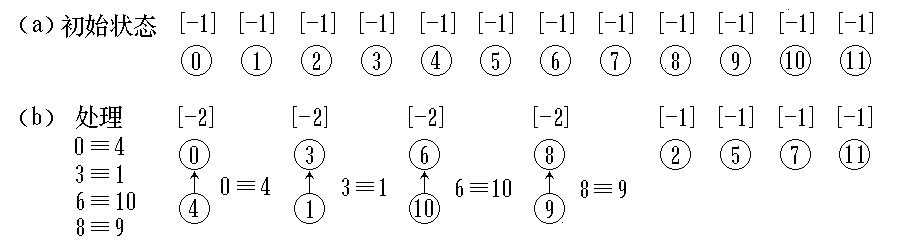 (a) 初始状态 [-1] [-1] [-1] [-1] [-1] [-1] [-1] [-1] [-1] [-1] [-1] [-1]
0 1 2 3 4 5 6 7 8 9 10 11
(b) 处理 [-2] [-2] [-2] [-2] [-1] [-1] [-1] [-1]
0≡4 0 3 6 8 2 5 7 11
3≡1 0≡4 3≡1 6≡10 8≡9
6≡10 4 1 10 9
8≡9